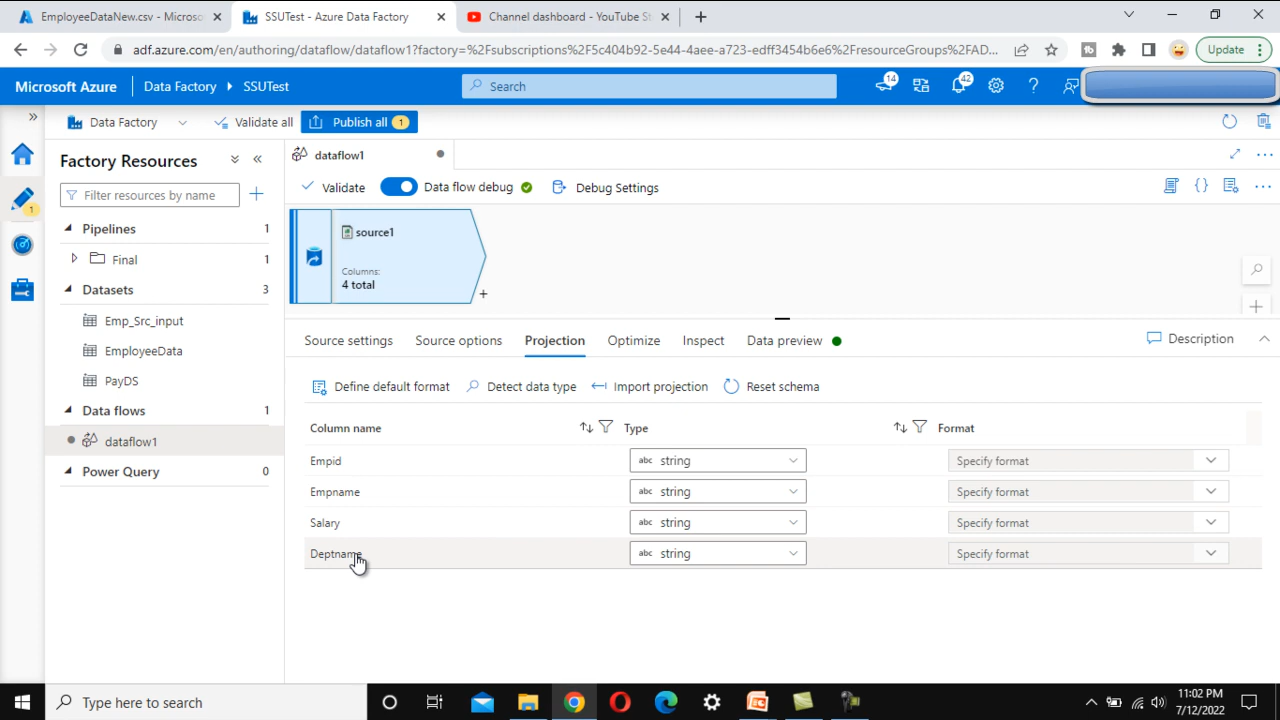 EmployeeDataNew.csv - Microso
SSUTest - Azure Data Factory
Channel dashboard - YouTube St
adf.azure.com/en/authoring/dataflow/dataflow1?factory=%2Fsubscriptions%2F5c404b92-5e44-4aee-a723-edff3454b6e6%2FresourceGroups%2FAD...
Update
Microsoft Azure
Data Factory
SSUTest
Search
14
42
Data Factory
Validate all
Publish all 1
Factory Resources
dataflow1
1
Filter resources by name
Validate
Data flow debug
Debug Settings
Pipelines 1
Final 1
Datasets 3
Emp_Src_input
EmployeeData
PayDS
Data flows 1
dataflow1
Power Query 0
source1
Columns:
4 total
Source settings
Source options
Projection
Optimize
Inspect
Data preview
Description
Define default format
Detect data type
Import projection
Reset schema
Column name Type Format
Empid abc string Specify format
Empname abc string Specify format
Salary abc string Specify format
Deptname abc string Specify format
Type here to search
11:02 PM
7/12/2022